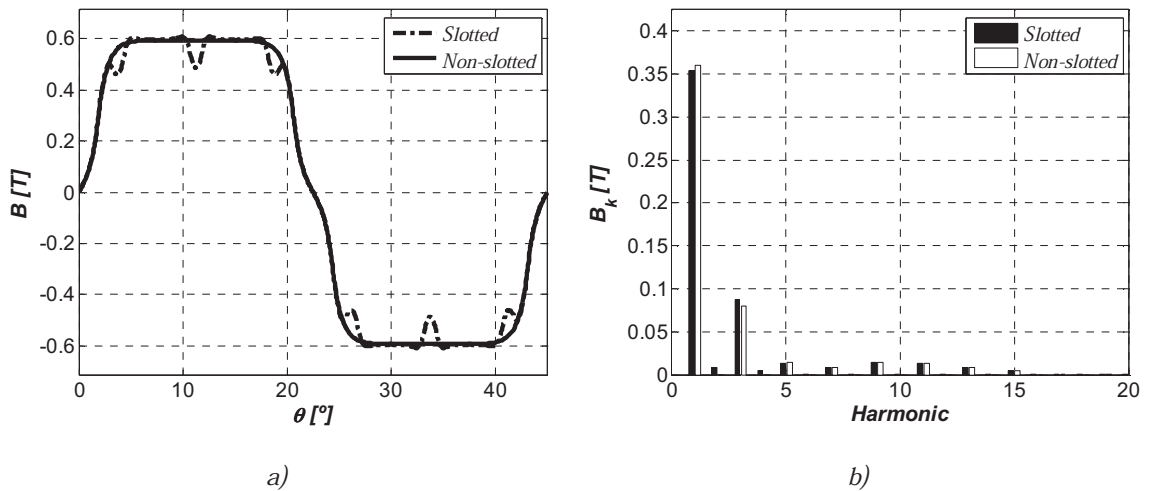 0.6
0.4
0.2
0
-0.2
-0.4
-0.6
B [T]
0 10 20 30 40
θ [º]
Slotted
Non-slotted
a)
0.4
0.35
0.3
0.25
0.2
0.15
0.1
0.05
0
B_k [T]
0 5 10 15 20
Harmonic
Slotted
Non-slotted
b)